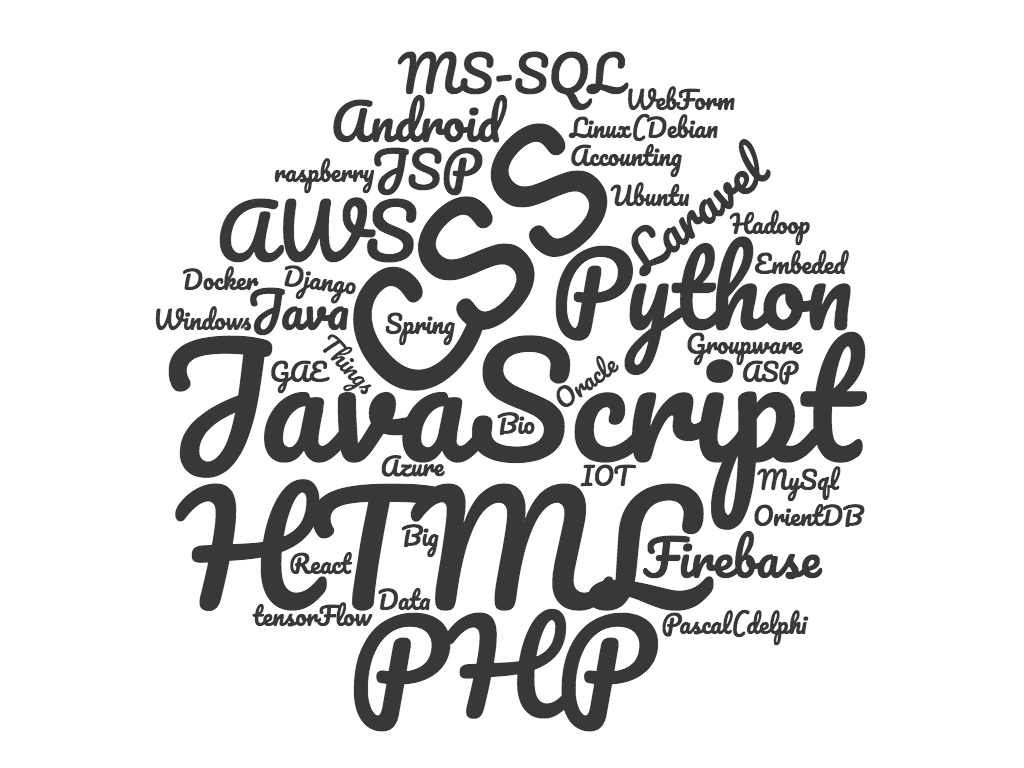 MS-SQL
WebForm
Android
Linux(Debian
JSP
Accounting
raspberry
CSS
Ubuntu
Laravel
AWS
Hadoop
Python
Embeded
Docker
Django
Java
Windows
Spring
Things
Groupware
GAE
ASP
JavaScript
Oracle
Bio
Azure
IOT
MySql
HTML
OrientDB
Big
React
Firebase
Data
tensorFlow
Pascal(delphi
PHP